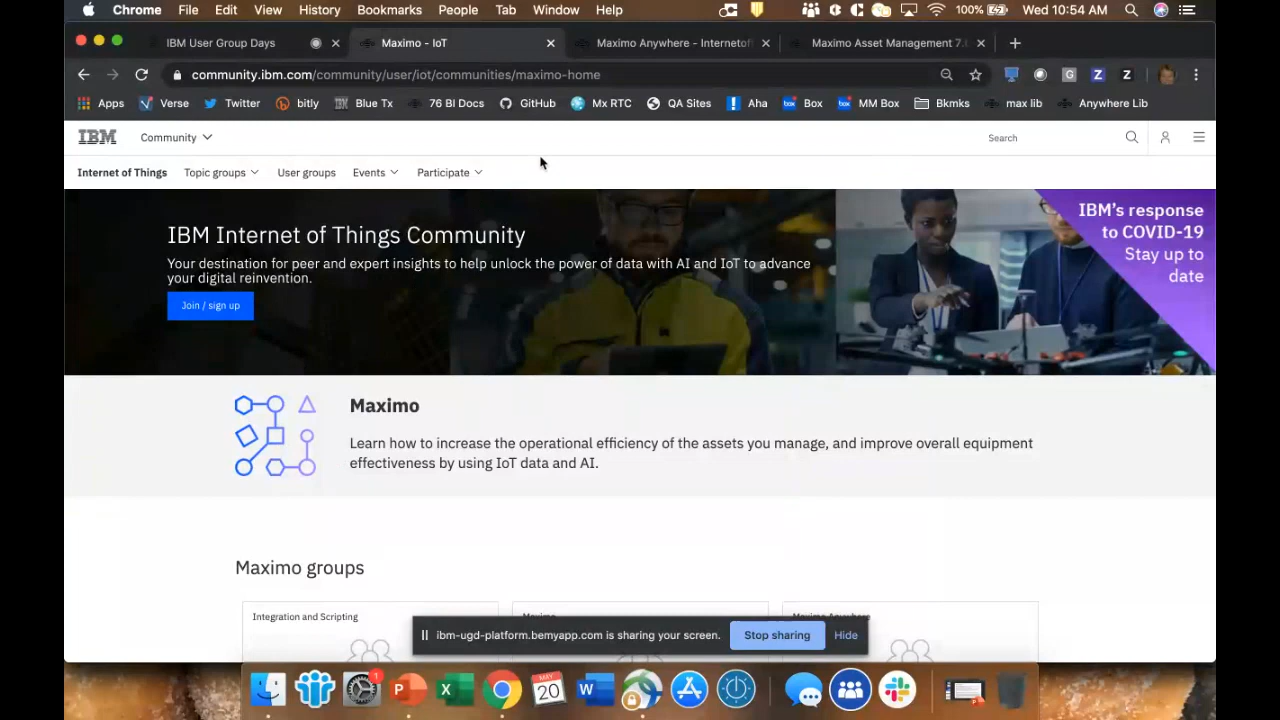 Chrome File Edit View History Bookmarks People Tab Window Help 100% Wed 10:54 AM
IBM User Group Days Maximo - IoT Maximo Anywhere - Internetof Maximo Asset Management 7.
community.ibm.com/community/user/iot/communities/maximo-home
Apps Verse Twitter bitly Blue Tx 76 BI Docs GitHub Mx RTC QA Sites Aha Box MM Box Bkmks max lib Anywhere Lib
IBM Community Search
Internet of Things Topic groups User groups Events Participate
IBM's response
to COVID-19
Stay up to
date
IBM Internet of Things Community
Your destination for peer and expert insights to help unlock the power of data with AI and IoT to advance
your digital reinvention.
Join / sign up
Maximo
Learn how to increase the operational efficiency of the assets you manage, and improve overall equipment
effectiveness by using IoT data and AI.
Maximo groups
Integration and Scripting Maximo Maximo Anywhere
ibm-ugd-platform.bemyapp.com is sharing your screen. Stop sharing Hide
1
MAY
20